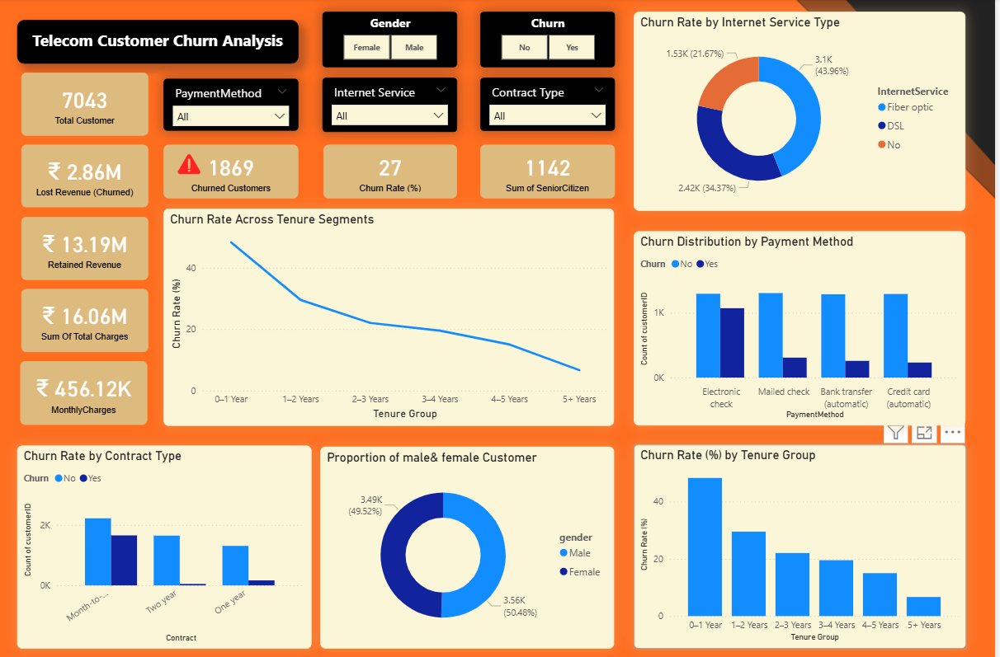 Telecom Customer Churn Analysis
Gender
Female Male
Churn
No Yes
7043
Total Customer
PaymentMethod
All
Internet Service
All
Contract Type
All
₹ 2.86M
Lost Revenue (Churned)
1869
Churned Customers
27
Churn Rate (%)
1142
Sum of SeniorCitizen
₹ 13.19M
Retained Revenue
₹ 16.06M
Sum Of Total Charges
₹ 456.12K
MonthlyCharges
Churn Rate by Internet Service Type
1.53K (21.67%)
3.1K
(43.96%)
2.42K (34.37%)
InternetService
Fiber optic
DSL
No
Churn Rate Across Tenure Segments
Churn Rate (%)
40
20
0
0–1 Year 1–2 Years 2–3 Years 3–4 Years 4–5 Years 5+ Years
Tenure Group
Churn Distribution by Payment Method
Churn No Yes
Count of customerID
1K
0K
Electronic
check
Mailed check
Bank transfer
(automatic)
Credit card
(automatic)
PaymentMethod
Churn Rate by Contract Type
Churn No Yes
Count of customerID
2K
0K
Month-to-...
Two year
One year
Contract
Proportion of male& female Customer
3.49K
(49.52%)
3.56K
(50.48%)
gender
Male
Female
Churn Rate (%) by Tenure Group
Churn Rate (%)
40
20
0
0–1 Year 1–2 Years 2–3 Years 3–4 Years 4–5 Years 5+ Years
Tenure Group